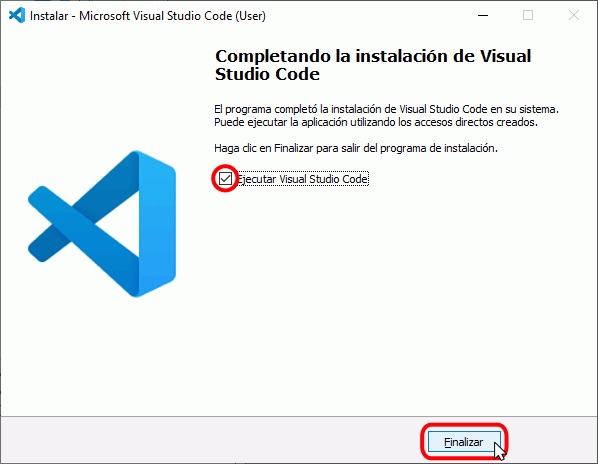 Instalar - Microsoft Visual Studio Code (User)
Completando la instalación de Visual
Studio Code
El programa completó la instalación de Visual Studio Code en su sistema.
Puede ejecutar la aplicación utilizando los accesos directos creados.
Haga clic en Finalizar para salir del programa de instalación.
Ejecutar Visual Studio Code
Finalizar